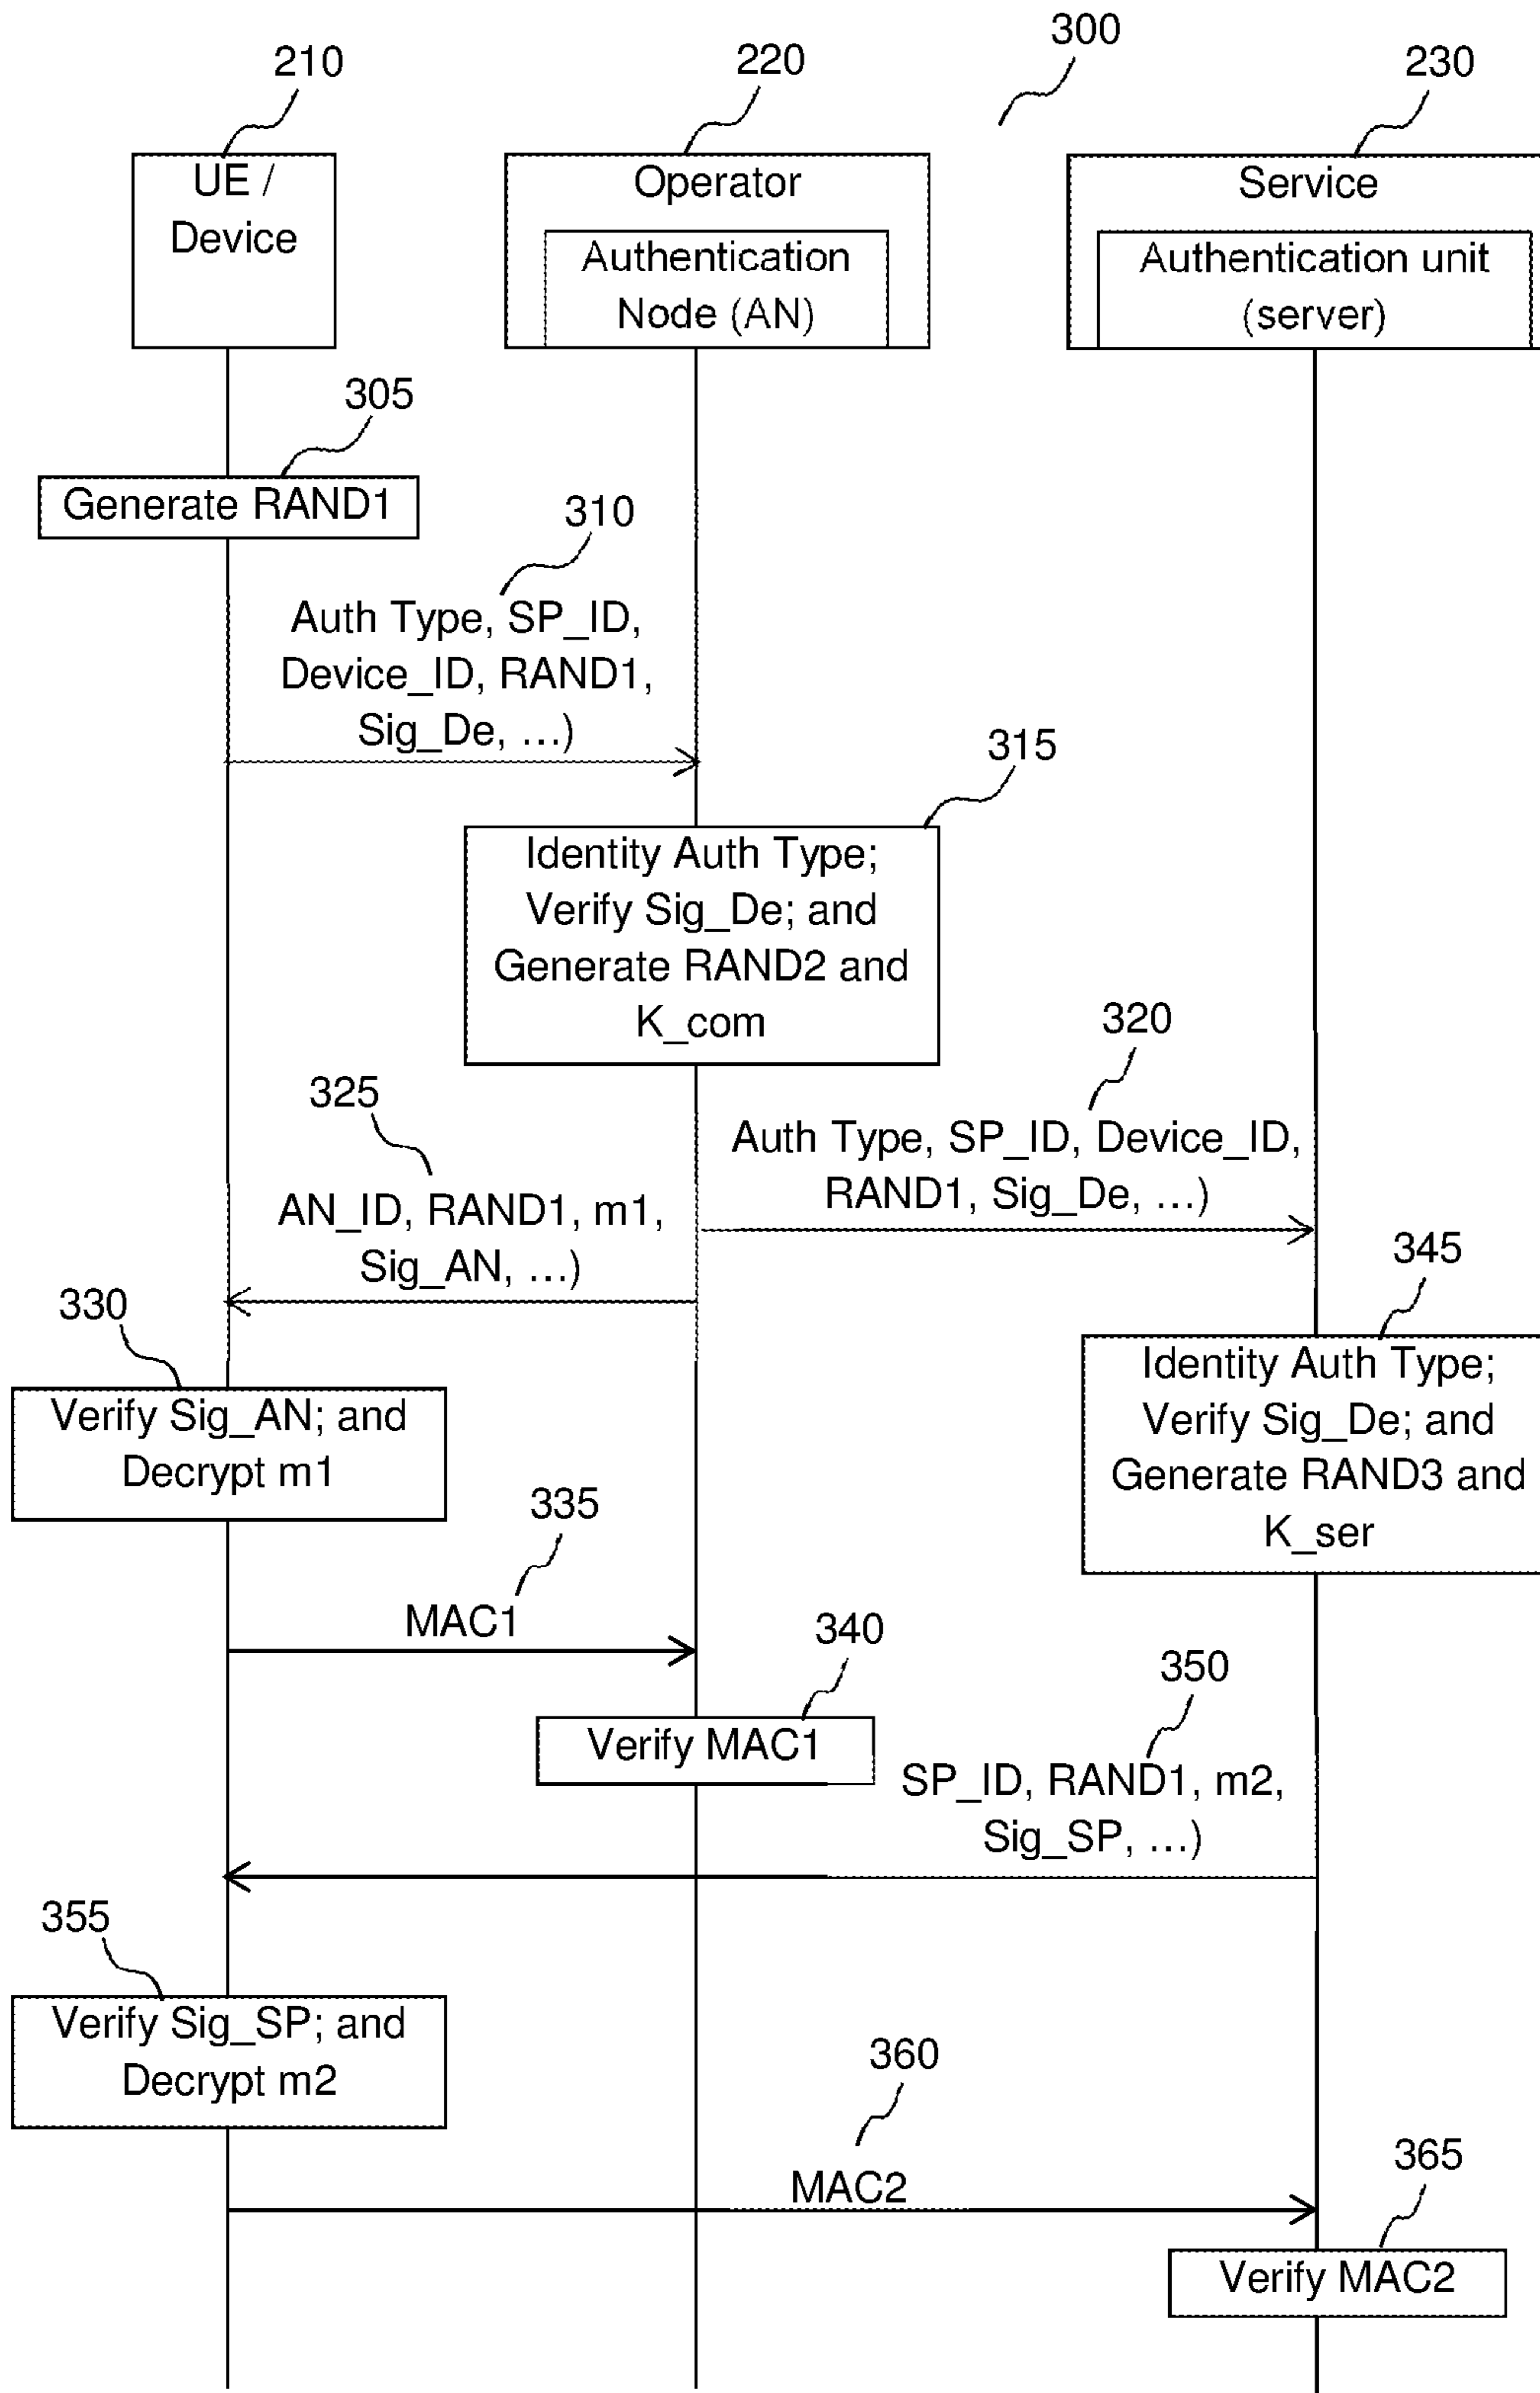 300
210
220
230
UE /
Device
Operator
Authentication
Node (AN)
Service
Authentication unit
(server)
305
Generate RAND1
310
Auth Type, SP_ID,
Device_ID, RAND1,
Sig_De, ...)
315
Identity Auth Type;
Verify Sig_De; and
Generate RAND2 and
K_com
320
Auth Type, SP_ID, Device_ID,
RAND1, Sig_De, ...)
325
AN_ID, RAND1, m1,
Sig_AN, ...)
330
Verify Sig_AN; and
Decrypt m1
345
Identity Auth Type;
Verify Sig_De; and
Generate RAND3 and
K_ser
335
MAC1
340
Verify MAC1
350
SP_ID, RAND1, m2,
Sig_SP, ...)
355
Verify Sig_SP; and
Decrypt m2
360
MAC2
365
Verify MAC2